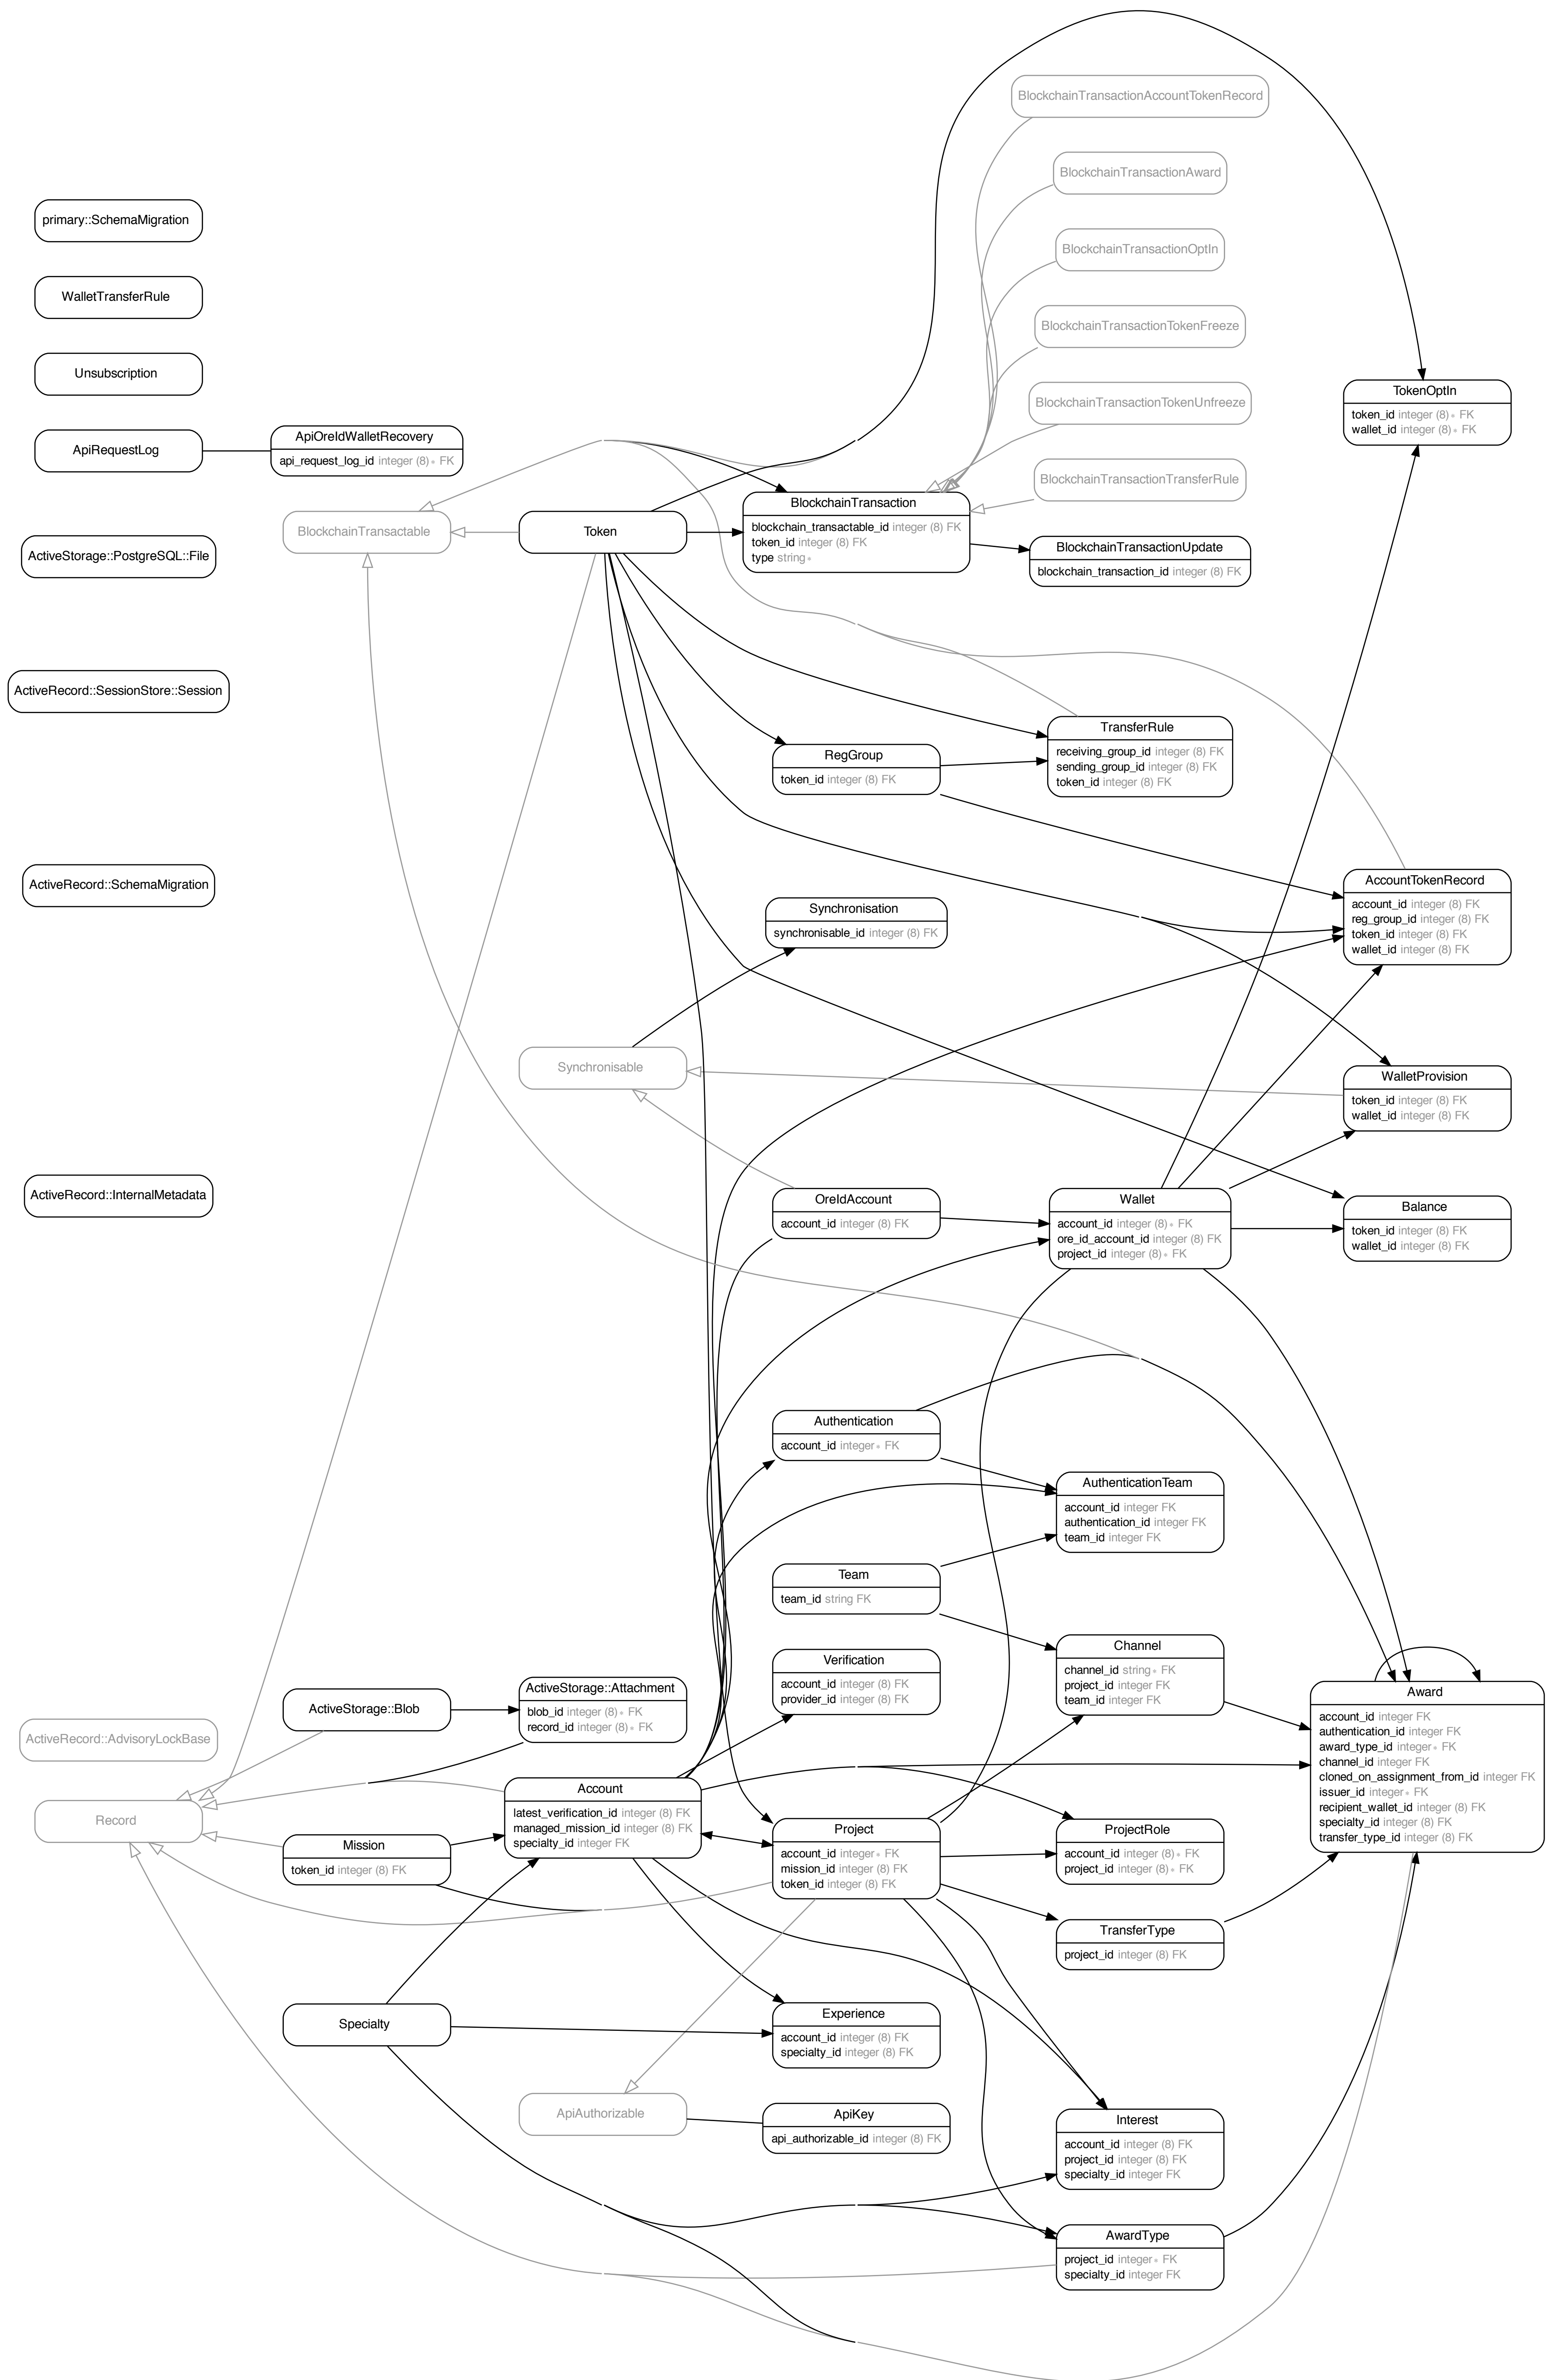 BlockchainTransactionAccountTokenRecord
BlockchainTransactionAward
primary::SchemaMigration
BlockchainTransactionOptIn
WalletTransferRule
BlockchainTransactionTokenFreeze
Unsubscription
TokenOptIn
token_id integer (8)∗ FK
wallet_id integer (8)∗ FK
BlockchainTransactionTokenUnfreeze
ApiRequestLog
ApiOreIdWalletRecovery
api_request_log_id integer (8)∗ FK
BlockchainTransactionTransferRule
BlockchainTransactable
Token
BlockchainTransaction
blockchain_transactable_id integer (8) FK
token_id integer (8) FK
type string∗
BlockchainTransactionUpdate
blockchain_transaction_id integer (8) FK
ActiveStorage::PostgreSQL::File
ActiveRecord::SessionStore::Session
TransferRule
receiving_group_id integer (8) FK
sending_group_id integer (8) FK
token_id integer (8) FK
RegGroup
token_id integer (8) FK
ActiveRecord::SchemaMigration
AccountTokenRecord
account_id integer (8) FK
reg_group_id integer (8) FK
token_id integer (8) FK
wallet_id integer (8) FK
Synchronisation
synchronisable_id integer (8) FK
Synchronisable
WalletProvision
token_id integer (8) FK
wallet_id integer (8) FK
ActiveRecord::InternalMetadata
OreIdAccount
account_id integer (8) FK
Wallet
account_id integer (8)∗ FK
ore_id_account_id integer (8) FK
project_id integer (8)∗ FK
Balance
token_id integer (8) FK
wallet_id integer (8) FK
Authentication
account_id integer∗ FK
AuthenticationTeam
account_id integer FK
authentication_id integer FK
team_id integer FK
Team
team_id string FK
Channel
channel_id string∗ FK
project_id integer FK
team_id integer FK
Verification
account_id integer (8) FK
provider_id integer (8) FK
ActiveStorage::Blob
ActiveStorage::Attachment
blob_id integer (8)∗ FK
record_id integer (8)∗ FK
Award
account_id integer FK
authentication_id integer FK
award_type_id integer∗ FK
channel_id integer FK
cloned_on_assignment_from_id integer FK
issuer_id integer∗ FK
recipient_wallet_id integer (8) FK
specialty_id integer (8) FK
transfer_type_id integer (8) FK
ActiveRecord::AdvisoryLockBase
Record
Account
latest_verification_id integer (8) FK
managed_mission_id integer (8) FK
specialty_id integer FK
Mission
token_id integer (8) FK
Project
account_id integer∗ FK
mission_id integer (8) FK
token_id integer (8) FK
ProjectRole
account_id integer (8)∗ FK
project_id integer (8)∗ FK
TransferType
project_id integer (8) FK
Specialty
Experience
account_id integer (8) FK
specialty_id integer (8) FK
ApiAuthorizable
ApiKey
api_authorizable_id integer (8) FK
Interest
account_id integer (8) FK
project_id integer (8) FK
specialty_id integer FK
AwardType
project_id integer∗ FK
specialty_id integer FK